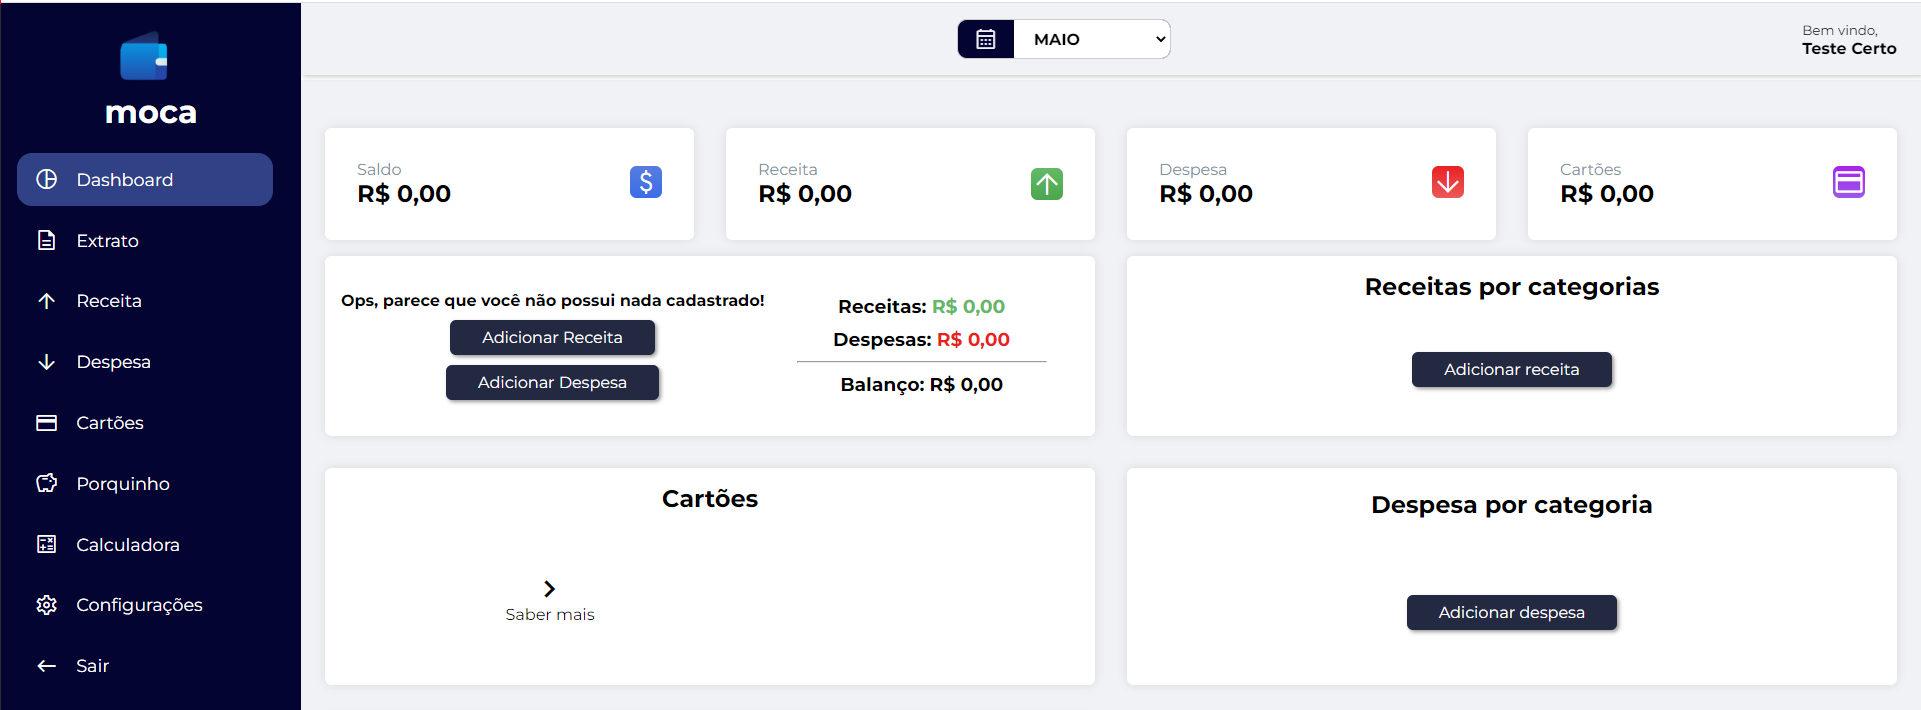 moca
Dashboard
Extrato
Receita
Despesa
Cartões
Porquinho
Calculadora
Configurações
Sair
MAIO
Bem vindo,
Teste Certo
Saldo
R$ 0,00
Receita
R$ 0,00
Despesa
R$ 0,00
Cartões
R$ 0,00
Ops, parece que você não possui nada cadastrado!
Adicionar Receita
Adicionar Despesa
Receitas: R$ 0,00
Despesas: R$ 0,00
Balanço: R$ 0,00
Receitas por categorias
Adicionar receita
Cartões
Saber mais
Despesa por categoria
Adicionar despesa